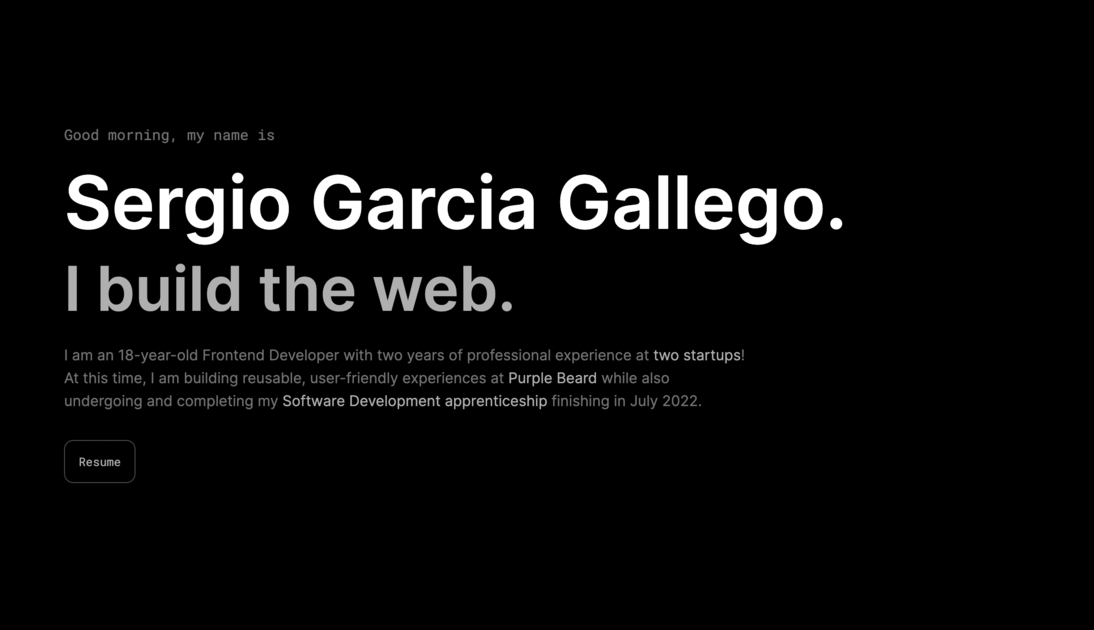 Good morning, my name is
Sergio Garcia Gallego.
I build the web.
I am an 18-year-old Frontend Developer with two years of professional experience at two startups!
At this time, I am building reusable, user-friendly experiences at Purple Beard while also
undergoing and completing my Software Development apprenticeship finishing in July 2022.
Resume